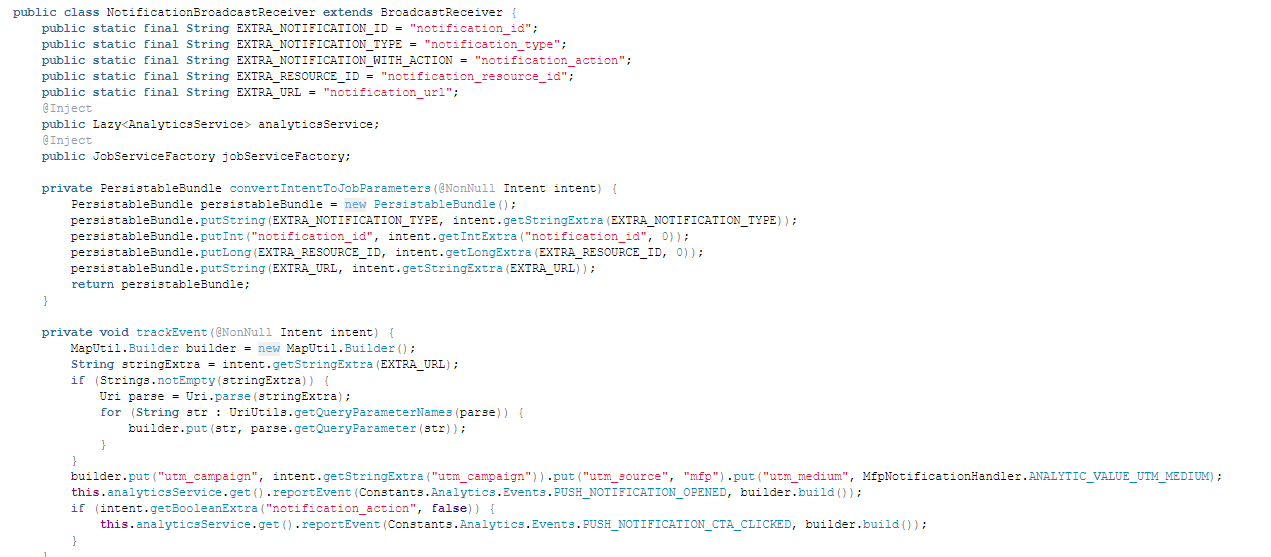 public class NotificationBroadcastReceiver extends BroadcastReceiver {
public static final String EXTRA_NOTIFICATION_ID = "notification_id";
public static final String EXTRA_NOTIFICATION_TYPE = "notification_type";
public static final String EXTRA_NOTIFICATION_WITH_ACTION = "notification_action";
public static final String EXTRA_RESOURCE_ID = "notification_resource_id";
public static final String EXTRA_URL = "notification_url";
@Inject
public Lazy<AnalyticsService> analyticsService;
@Inject
public JobServiceFactory jobServiceFactory;
private PersistableBundle convertIntentToJobParameters(@NonNull Intent intent) {
PersistableBundle persistableBundle = new PersistableBundle();
persistableBundle.putString(EXTRA_NOTIFICATION_TYPE, intent.getStringExtra(EXTRA_NOTIFICATION_TYPE));
persistableBundle.putInt("notification_id", intent.getIntExtra("notification_id", 0));
persistableBundle.putLong(EXTRA_RESOURCE_ID, intent.getLongExtra(EXTRA_RESOURCE_ID, 0));
persistableBundle.putString(EXTRA_URL, intent.getStringExtra(EXTRA_URL));
return persistableBundle;
}
private void trackEvent(@NonNull Intent intent) {
MapUtil.Builder builder = new MapUtil.Builder();
String stringExtra = intent.getStringExtra(EXTRA_URL);
if (Strings.notEmpty(stringExtra)) {
Uri parse = Uri.parse(stringExtra);
for (String str : UriUtils.getQueryParameterNames(parse)) {
builder.put(str, parse.getQueryParameter(str));
}
}
builder.put("utm_campaign", intent.getStringExtra("utm_campaign")).put("utm_source", "mfp").put("utm_medium", MfpNotificationHandler.ANALYTIC_VALUE_UTM_MEDIUM);
this.analyticsService.get().reportEvent(Constants.Analytics.Events.PUSH_NOTIFICATION_OPENED, builder.build());
if (intent.getBooleanExtra("notification_action", false)) {
this.analyticsService.get().reportEvent(Constants.Analytics.Events.PUSH_NOTIFICATION_CTA_CLICKED, builder.build());
}
}